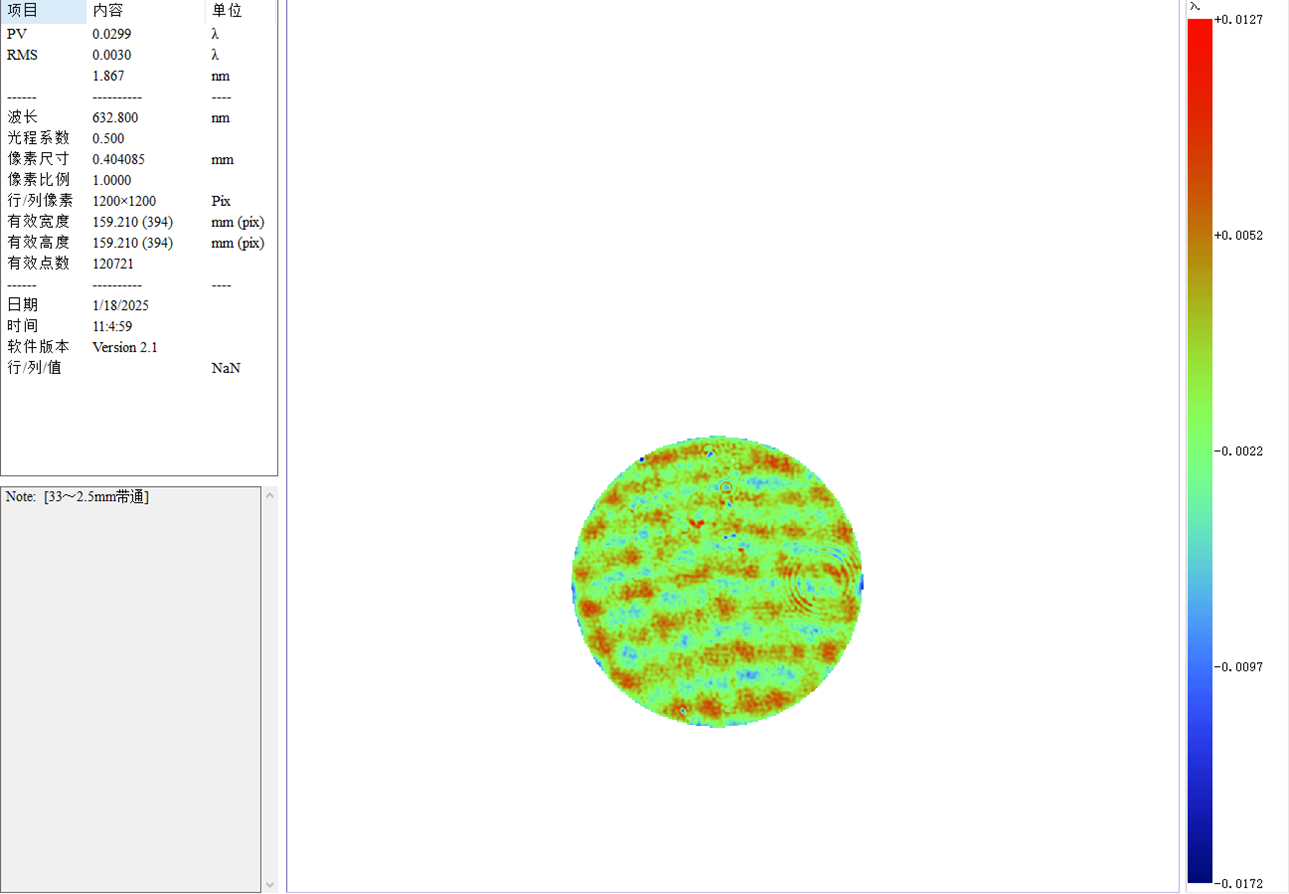 项目 内容 单位
PV 0.0299 λ
RMS 0.0030 λ
1.867 nm
------ ---------- ----
波长 632.800 nm
光程系数 0.500
像素尺寸 0.404085 mm
像素比例 1.0000
行/列像素 1200×1200 Pix
有效宽度 159.210 (394) mm (pix)
有效高度 159.210 (394) mm (pix)
有效点数 120721
------ ---------- ----
日期 1/18/2025
时间 11:4:59
软件版本 Version 2.1
行/列/值 NaN
Note: [33～2.5mm带通]
λ
+0.0127
+0.0052
-0.0022
-0.0097
-0.0172